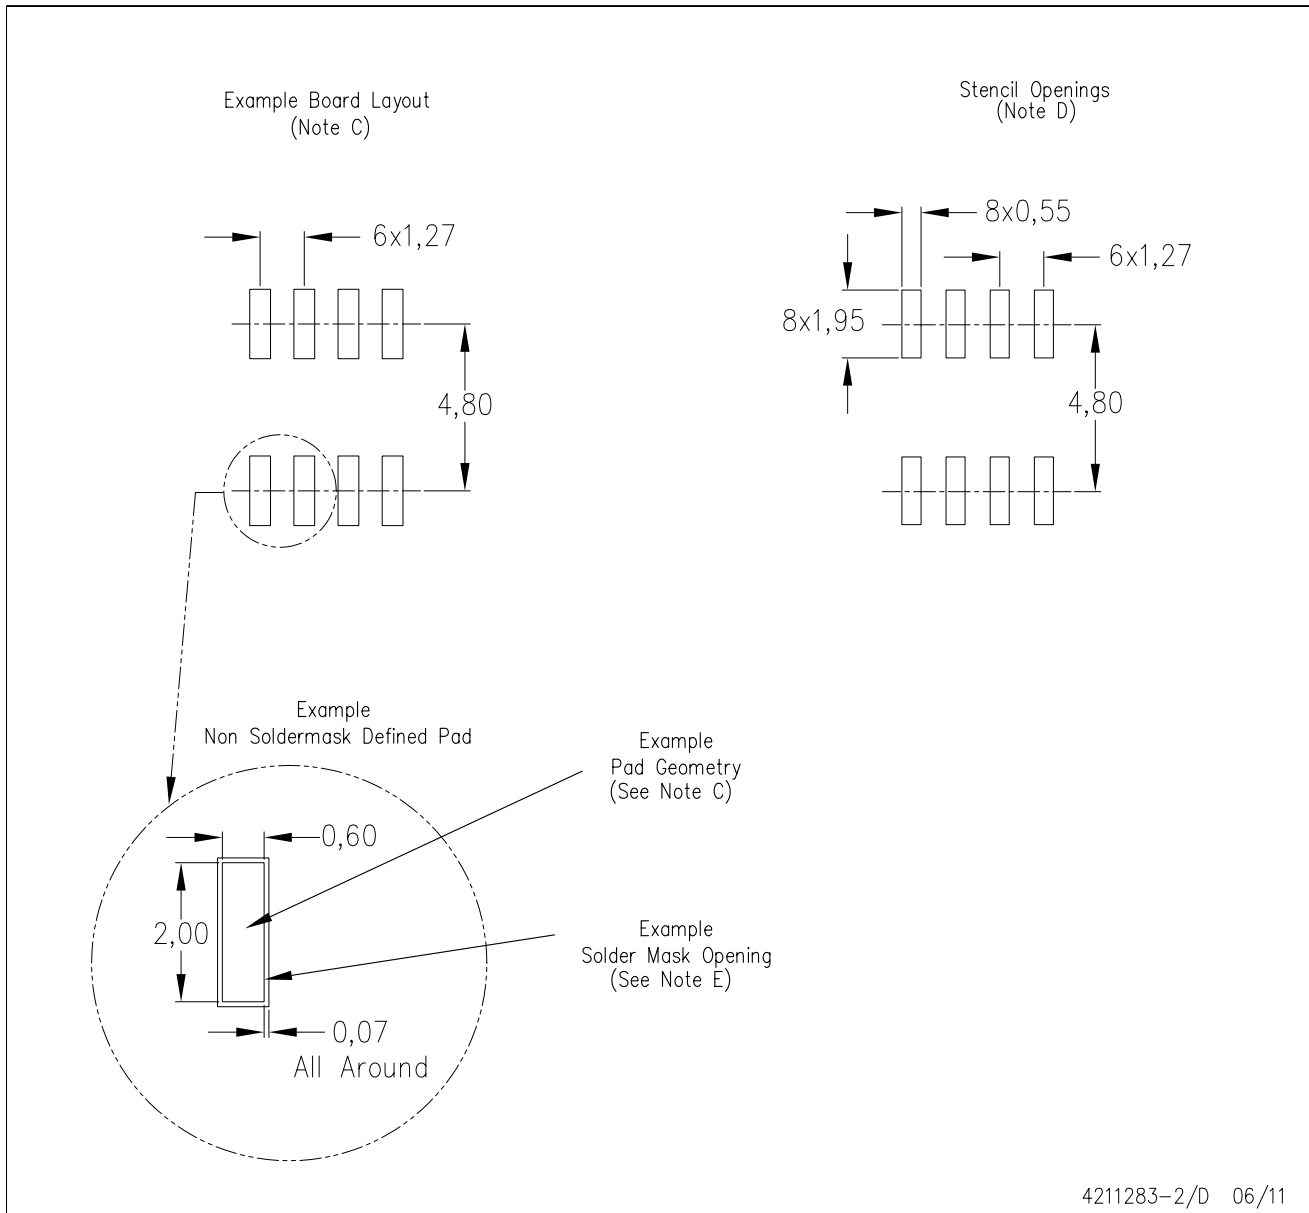 Example Board Layout
(Note C)
6x1,27
4,80
Stencil Openings
(Note D)
8x0,55
6x1,27
8x1,95
4,80
Example
Non Soldermask Defined Pad
0,60
2,00
0,07
All Around
Example
Pad Geometry
(See Note C)
Example
Solder Mask Opening
(See Note E)
4211283-2/D 06/11